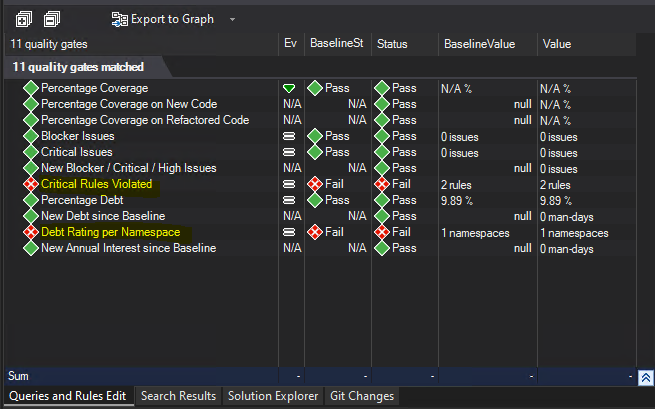 Export to Graph
11 quality gates Ev BaselineSt Status BaselineValue Value
11 quality gates matched
Percentage Coverage Pass Pass N/A % N/A %
Percentage Coverage on New Code N/A N/A Pass null N/A %
Percentage Coverage on Refactored Code N/A N/A Pass null N/A %
Blocker Issues Pass Pass 0 issues 0 issues
Critical Issues Pass Pass 0 issues 0 issues
New Blocker / Critical / High Issues N/A N/A Pass null 0 issues
Critical Rules Violated Fail Fail 2 rules 2 rules
Percentage Debt Pass Pass 9.89 % 9.89 %
New Debt since Baseline N/A N/A Pass null 0 man-days
Debt Rating per Namespace Fail Fail 1 namespaces 1 namespaces
New Annual Interest since Baseline N/A N/A Pass null 0 man-days
Sum - - - - -
Queries and Rules Edit Search Results Solution Explorer Git Changes